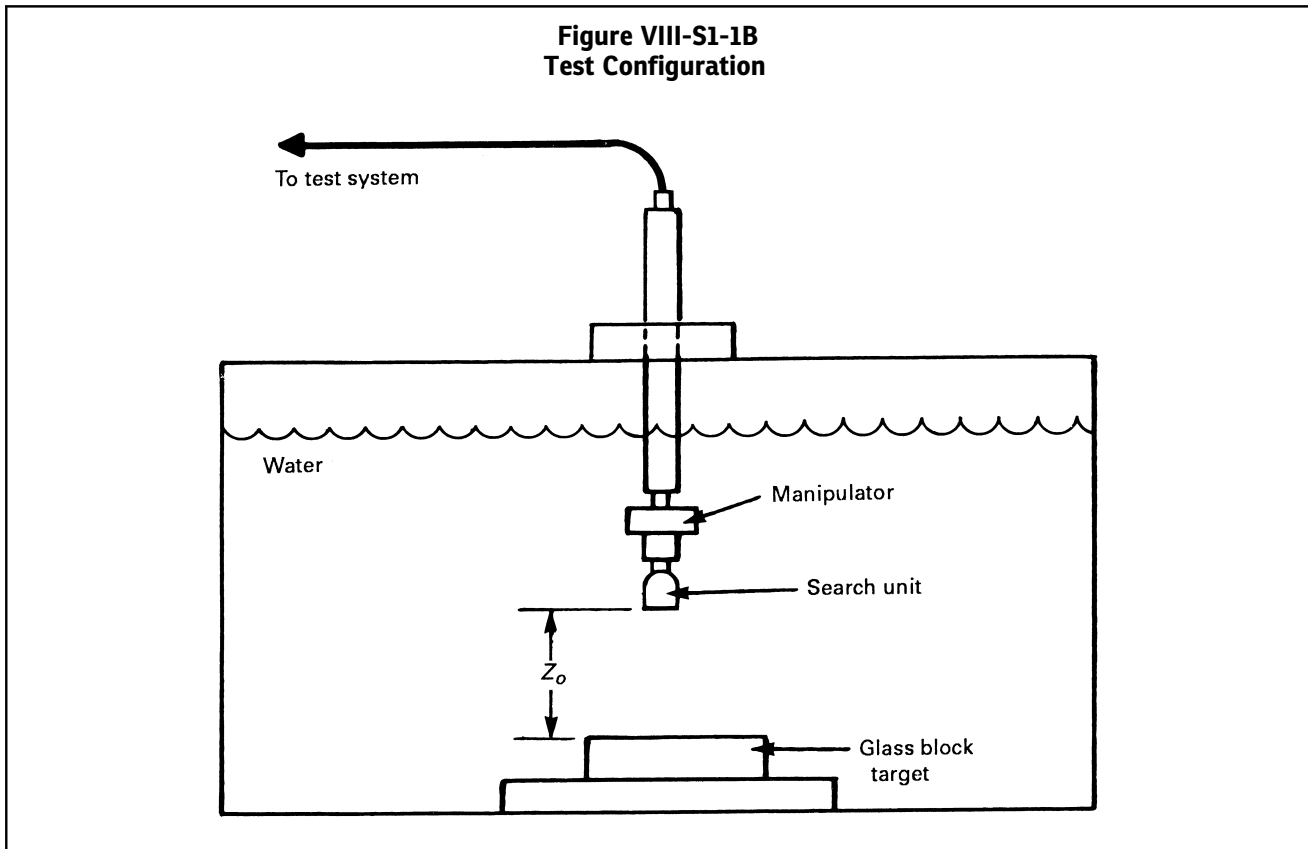 Figure VIII-S1-1B
Test Configuration
To test system
Water
Manipulator
Search unit
Zo
Glass block
target